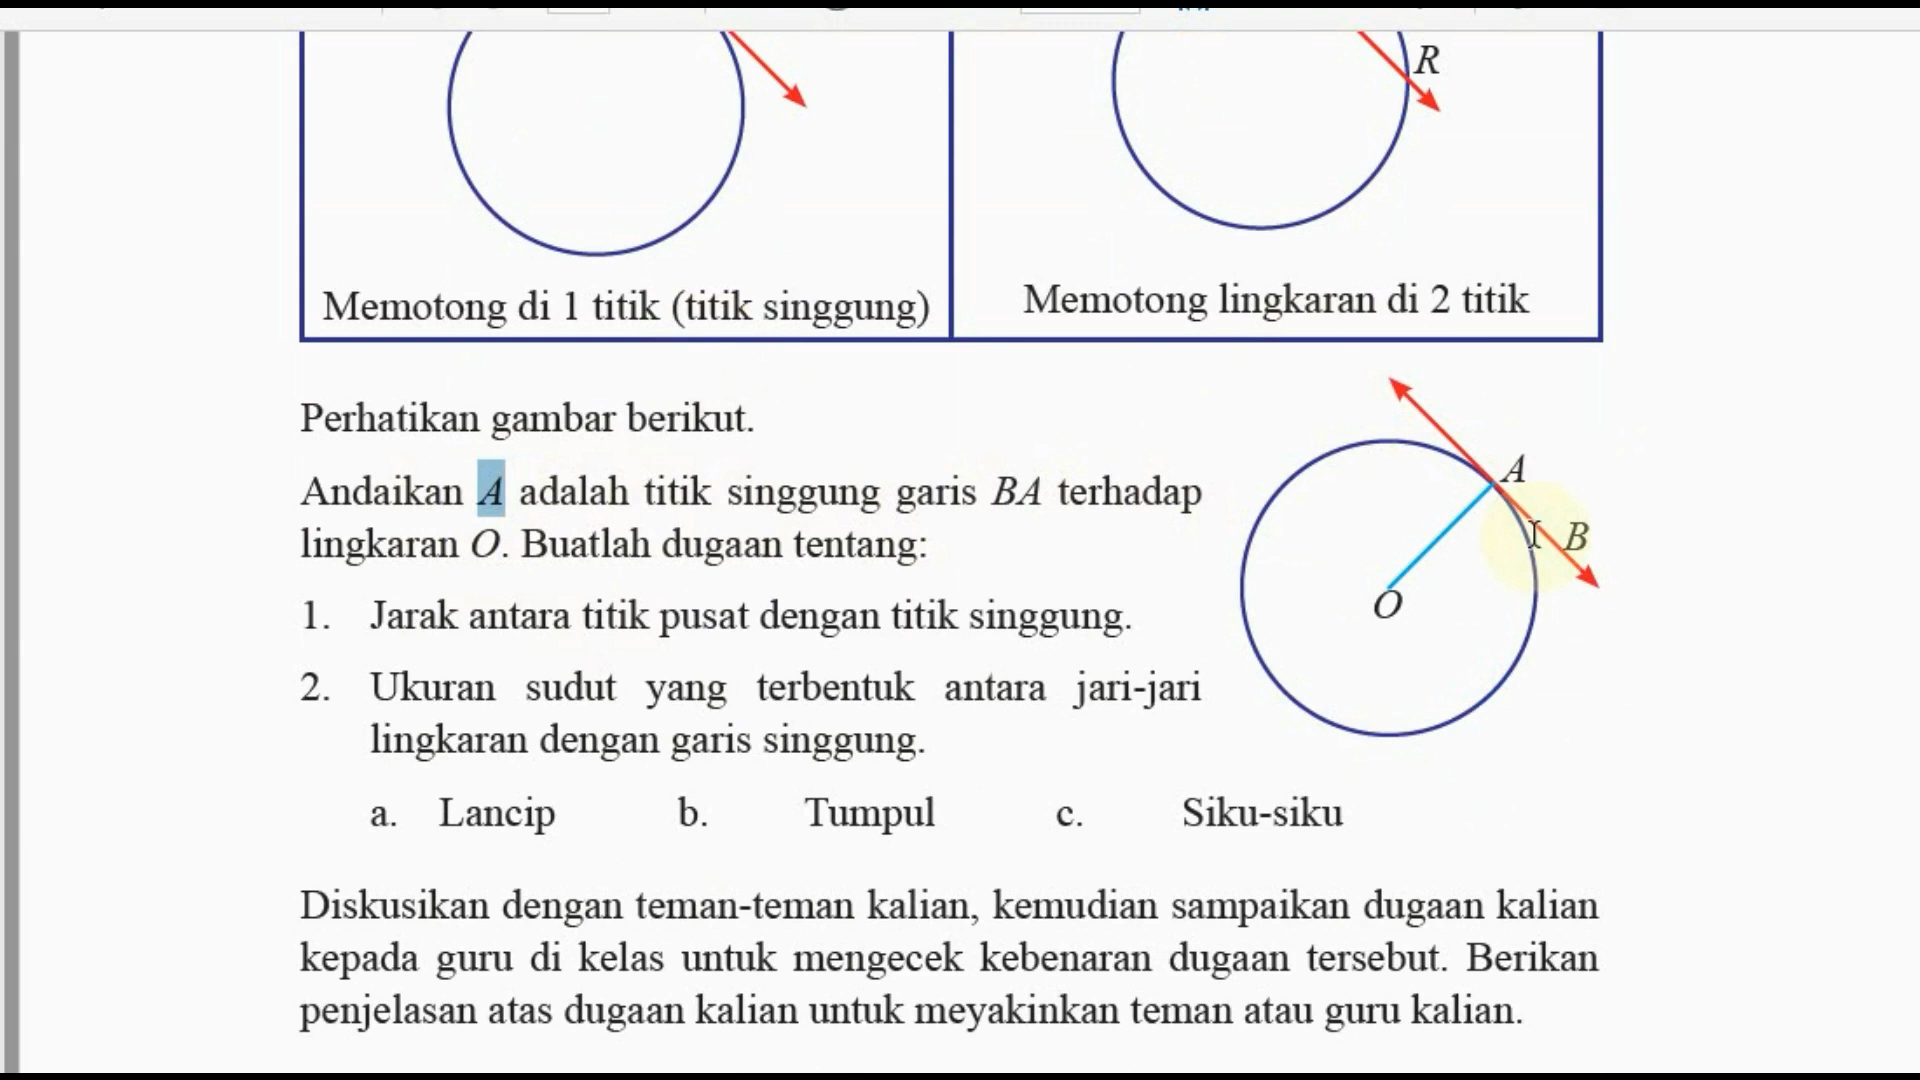 R
Memotong di 1 titik (titik singgung)
Memotong lingkaran di 2 titik
Perhatikan gambar berikut.
Andaikan A adalah titik singgung garis BA terhadap
lingkaran O. Buatlah dugaan tentang:
1. Jarak antara titik pusat dengan titik singgung.
2. Ukuran sudut yang terbentuk antara jari-jari
lingkaran dengan garis singgung.
a. Lancip b. Tumpul c. Siku-siku
A
B
O
Diskusikan dengan teman-teman kalian, kemudian sampaikan dugaan kalian
kepada guru di kelas untuk mengecek kebenaran dugaan tersebut. Berikan
penjelasan atas dugaan kalian untuk meyakinkan teman atau guru kalian.